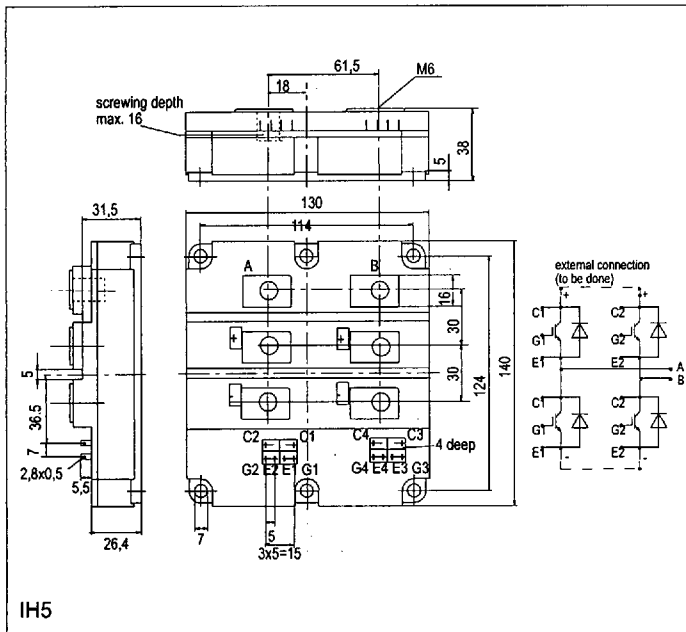 61,5
M6
18
screwing depth
max. 16
38
5
31,5
130
114
A
B
16
30
30
124
140
+
-
5
36.5
7
2,8x0,5
5,5
26,4
C2 C1
G2 E2 E1 G1
C4 C3
4 deep
G4 E4 E3 G3
7
5
3x5=15
external connection
(to be done)
+ +
C1 C2
G1 G2
E1 E2
A
B
C1 C2
G1 G2
E1 E2
- -
IH5